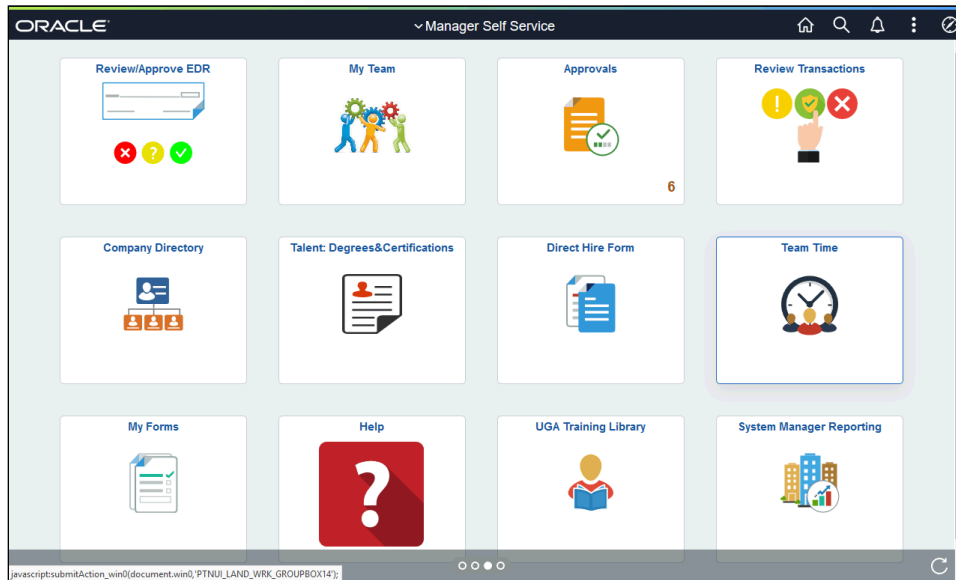 ORACLE
Manager Self Service
Review/Approve EDR
My Team
Approvals
Review Transactions
6
Company Directory
Talent: Degrees&Certifications
Direct Hire Form
Team Time
My Forms
Help
UGA Training Library
System Manager Reporting
javascript:submitAction_win0(document.win0,'PTNUI_LAND_WRK_GROUPBOX14');